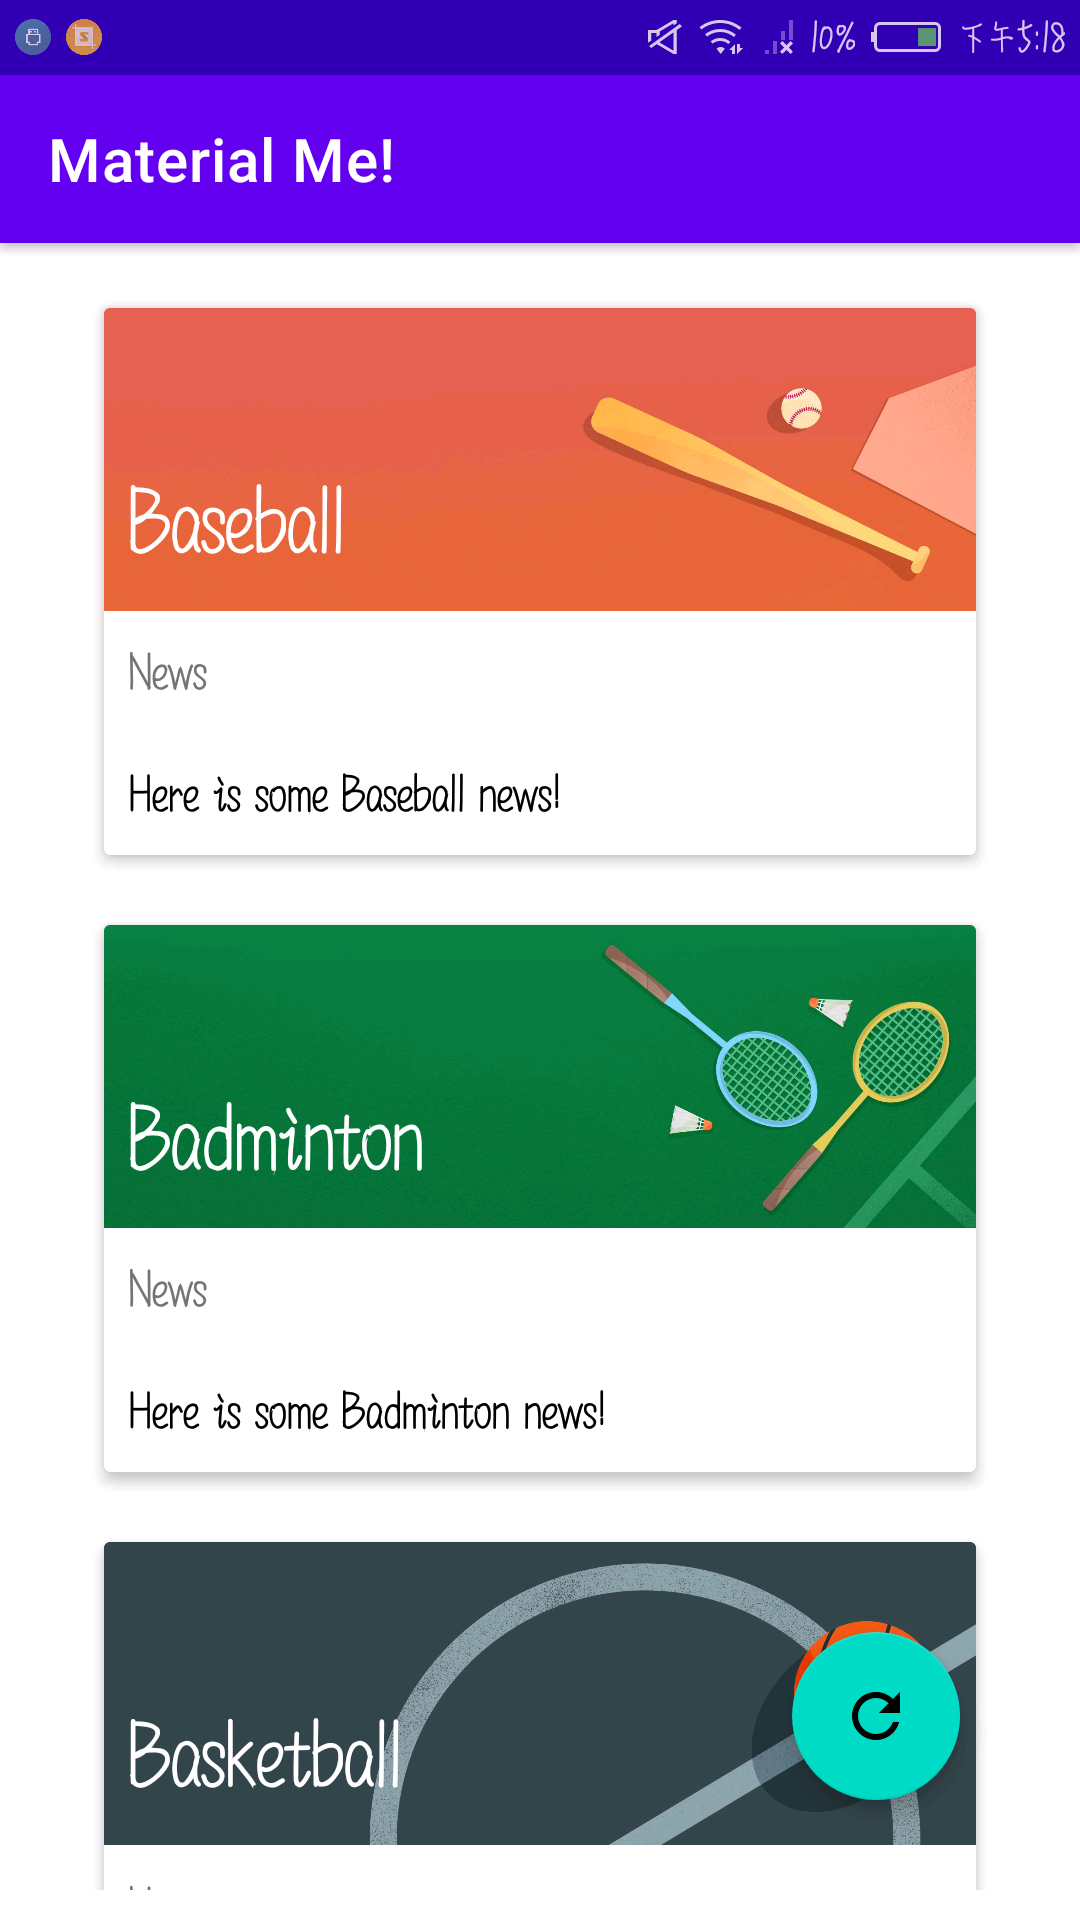 10% 下午5:18
Material Me!
Baseball
News
Here is some Baseball news!
Badminton
News
Here is some Badminton news!
Basketball